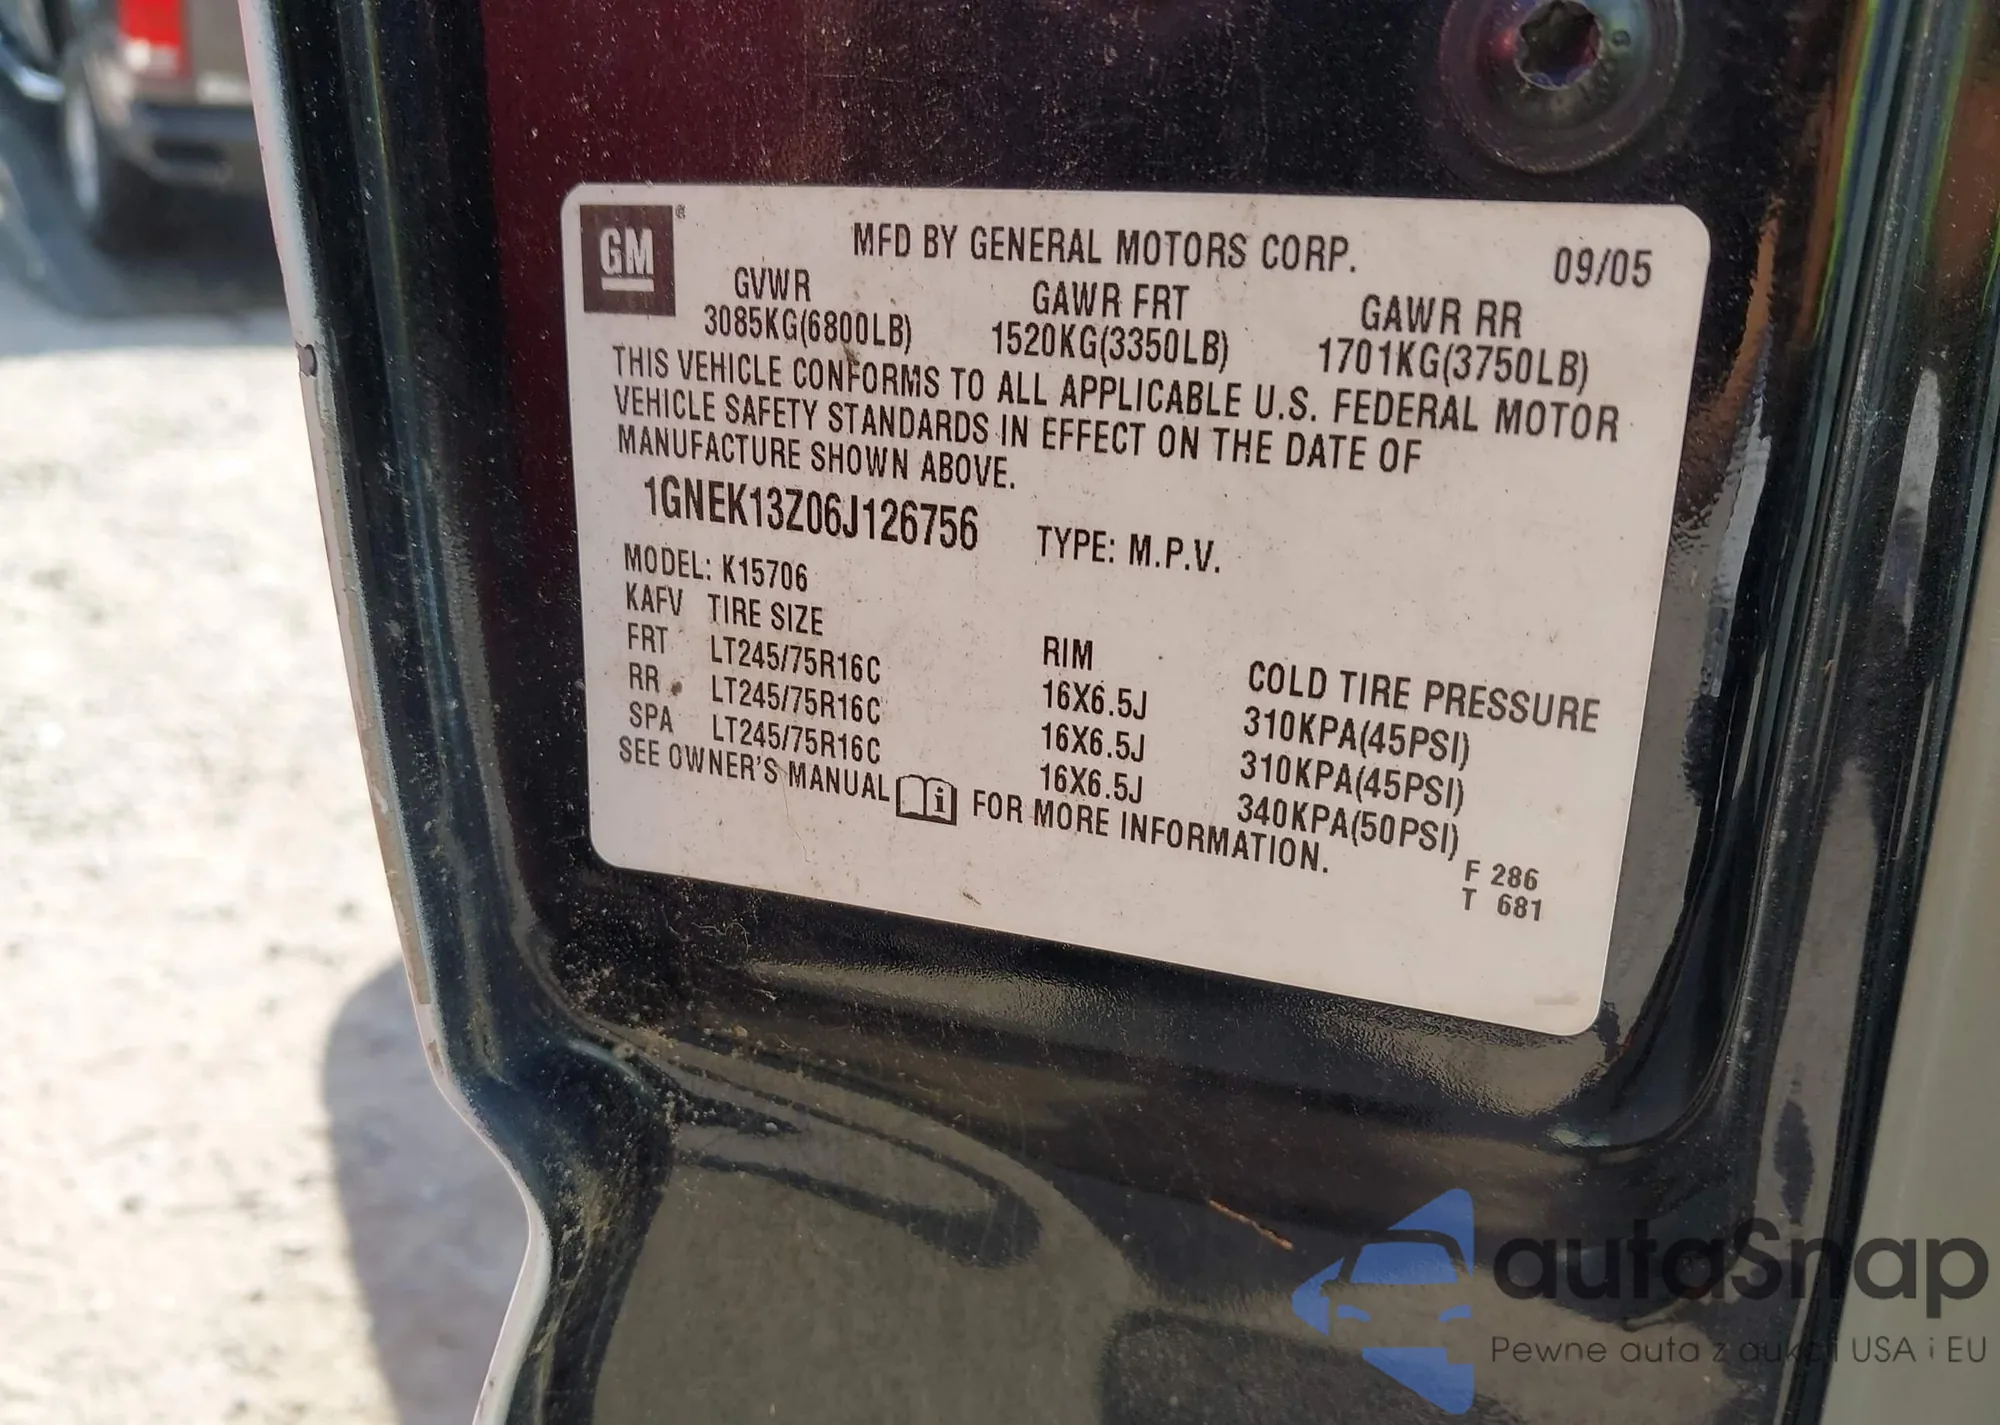 GM
MFD BY GENERAL MOTORS CORP. 09/05
GVWR GAWR FRT GAWR RR
3085KG(6800LB) 1520KG(3350LB) 1701KG(3750LB)
THIS VEHICLE CONFORMS TO ALL APPLICABLE U.S. FEDERAL MOTOR
VEHICLE SAFETY STANDARDS IN EFFECT ON THE DATE OF
MANUFACTURE SHOWN ABOVE.
1GNEK13Z06J126756 TYPE: M.P.V.
MODEL: K15706
KAFV TIRE SIZE RIM COLD TIRE PRESSURE
FRT LT245/75R16C 16X6.5J 310KPA(45PSI)
RR LT245/75R16C 16X6.5J 310KPA(45PSI)
SPA LT245/75R16C 16X6.5J 340KPA(50PSI)
SEE OWNER'S MANUAL i FOR MORE INFORMATION.
F 286
T 681
autaSnap
Pewne auta z aukcji USA i EU